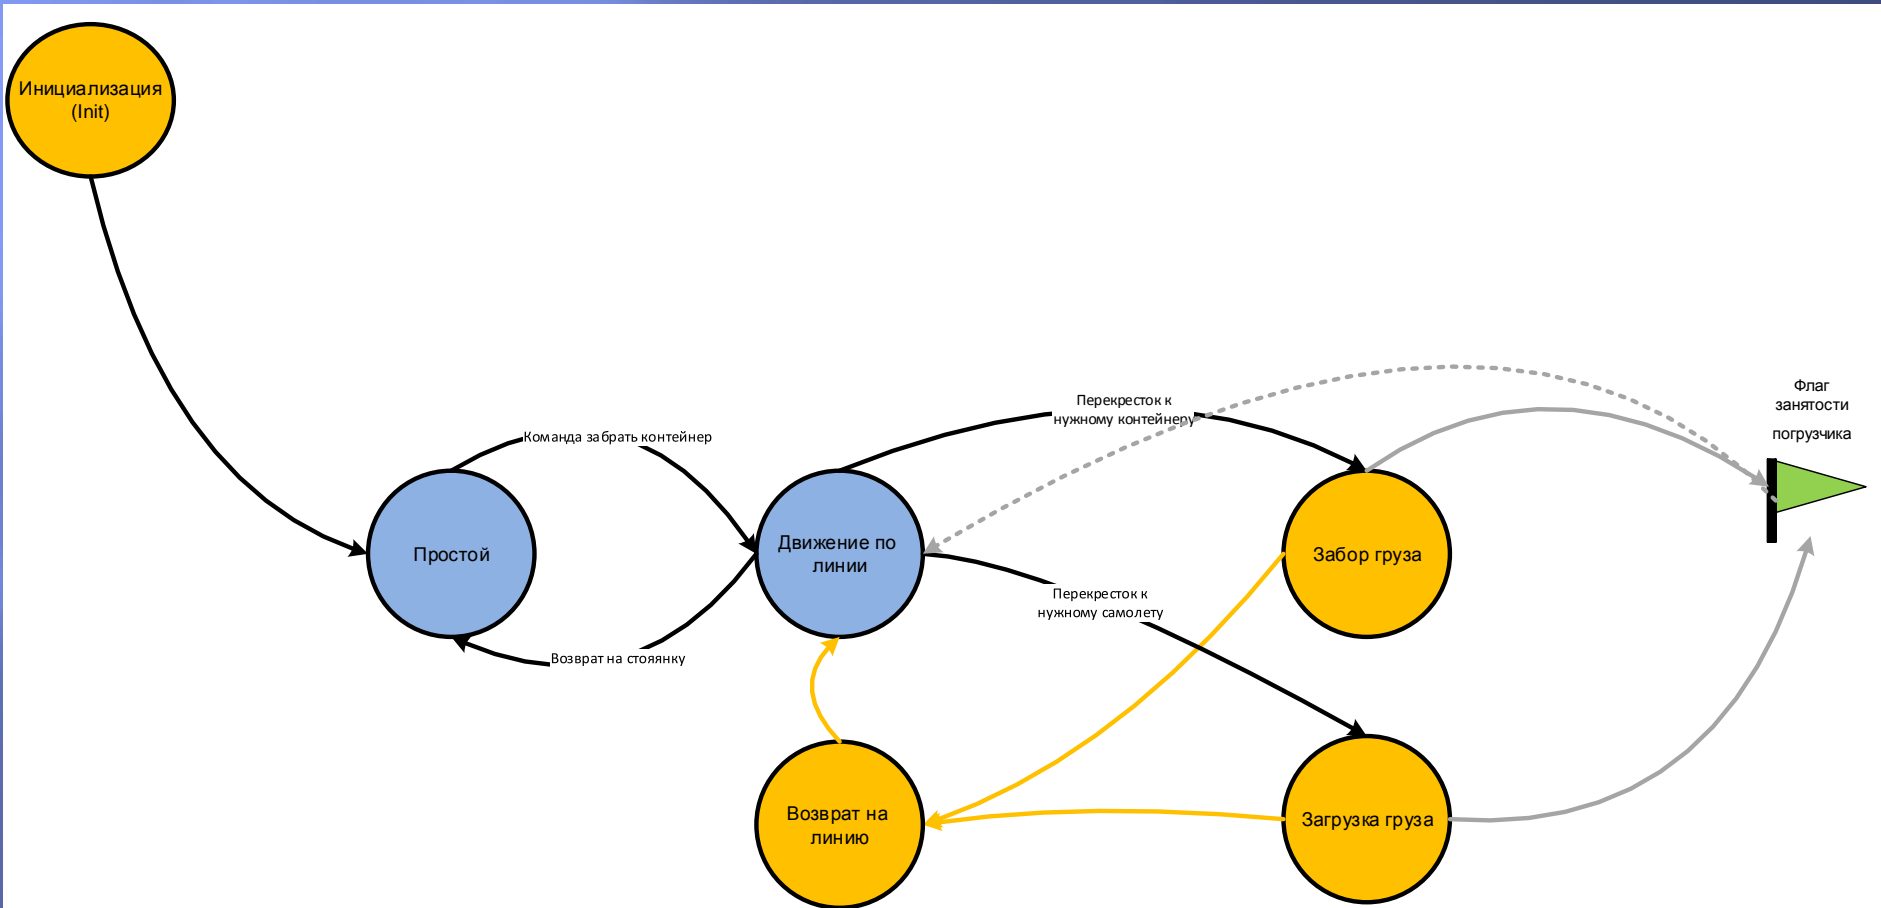 Инициализация
(Init)
Перекресток к
нужному контейнеру
Флаг
занятости
погрузчика
Команда забрать контейнер
Простой
Движение по
линии
Забор груза
Перекресток к
нужному самолету
Возврат на стояянку
Возврат на
линию
Загрузка груза